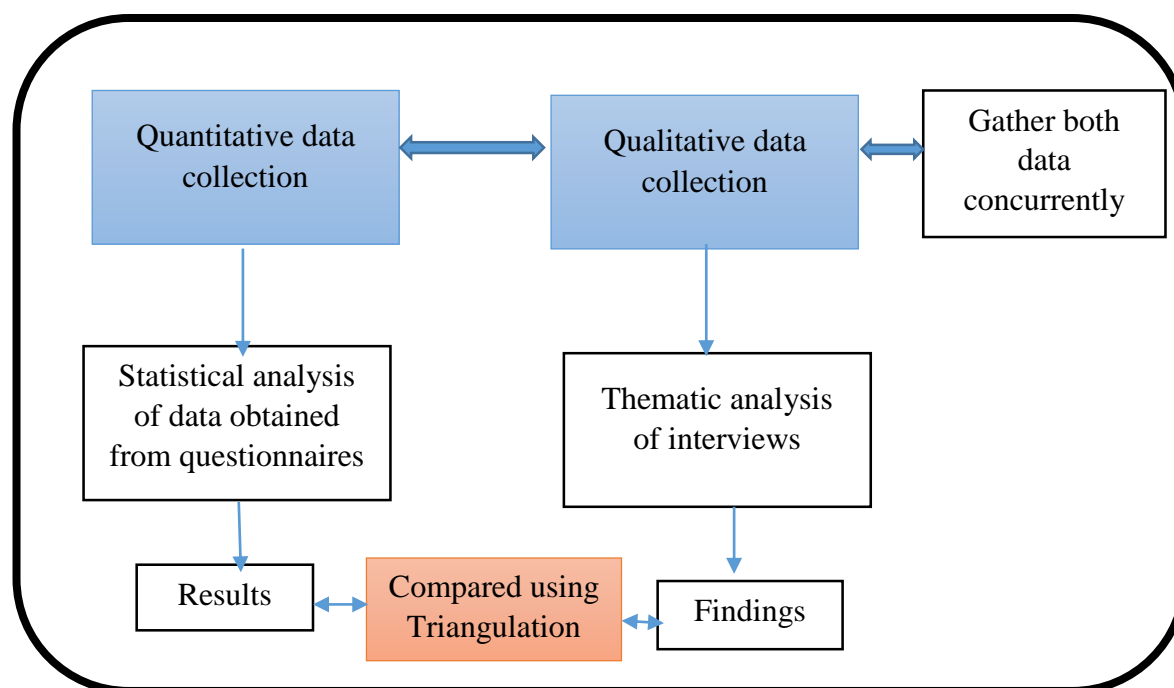 Quantitative data
collection
Qualitative data
collection
Gather both
data
concurrently
Statistical analysis
of data obtained
from questionnaires
Thematic analysis
of interviews
Results
Compared using
Triangulation
Findings